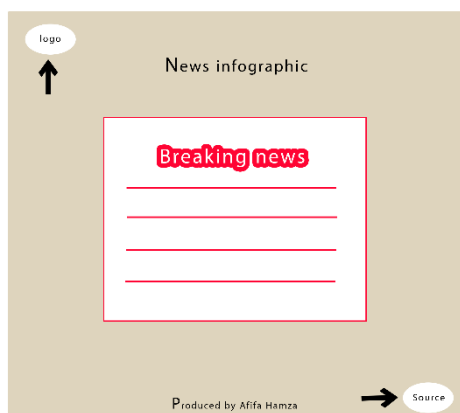 logo
News infographic
Breaking news
Produced by Afifa Hamza
Source